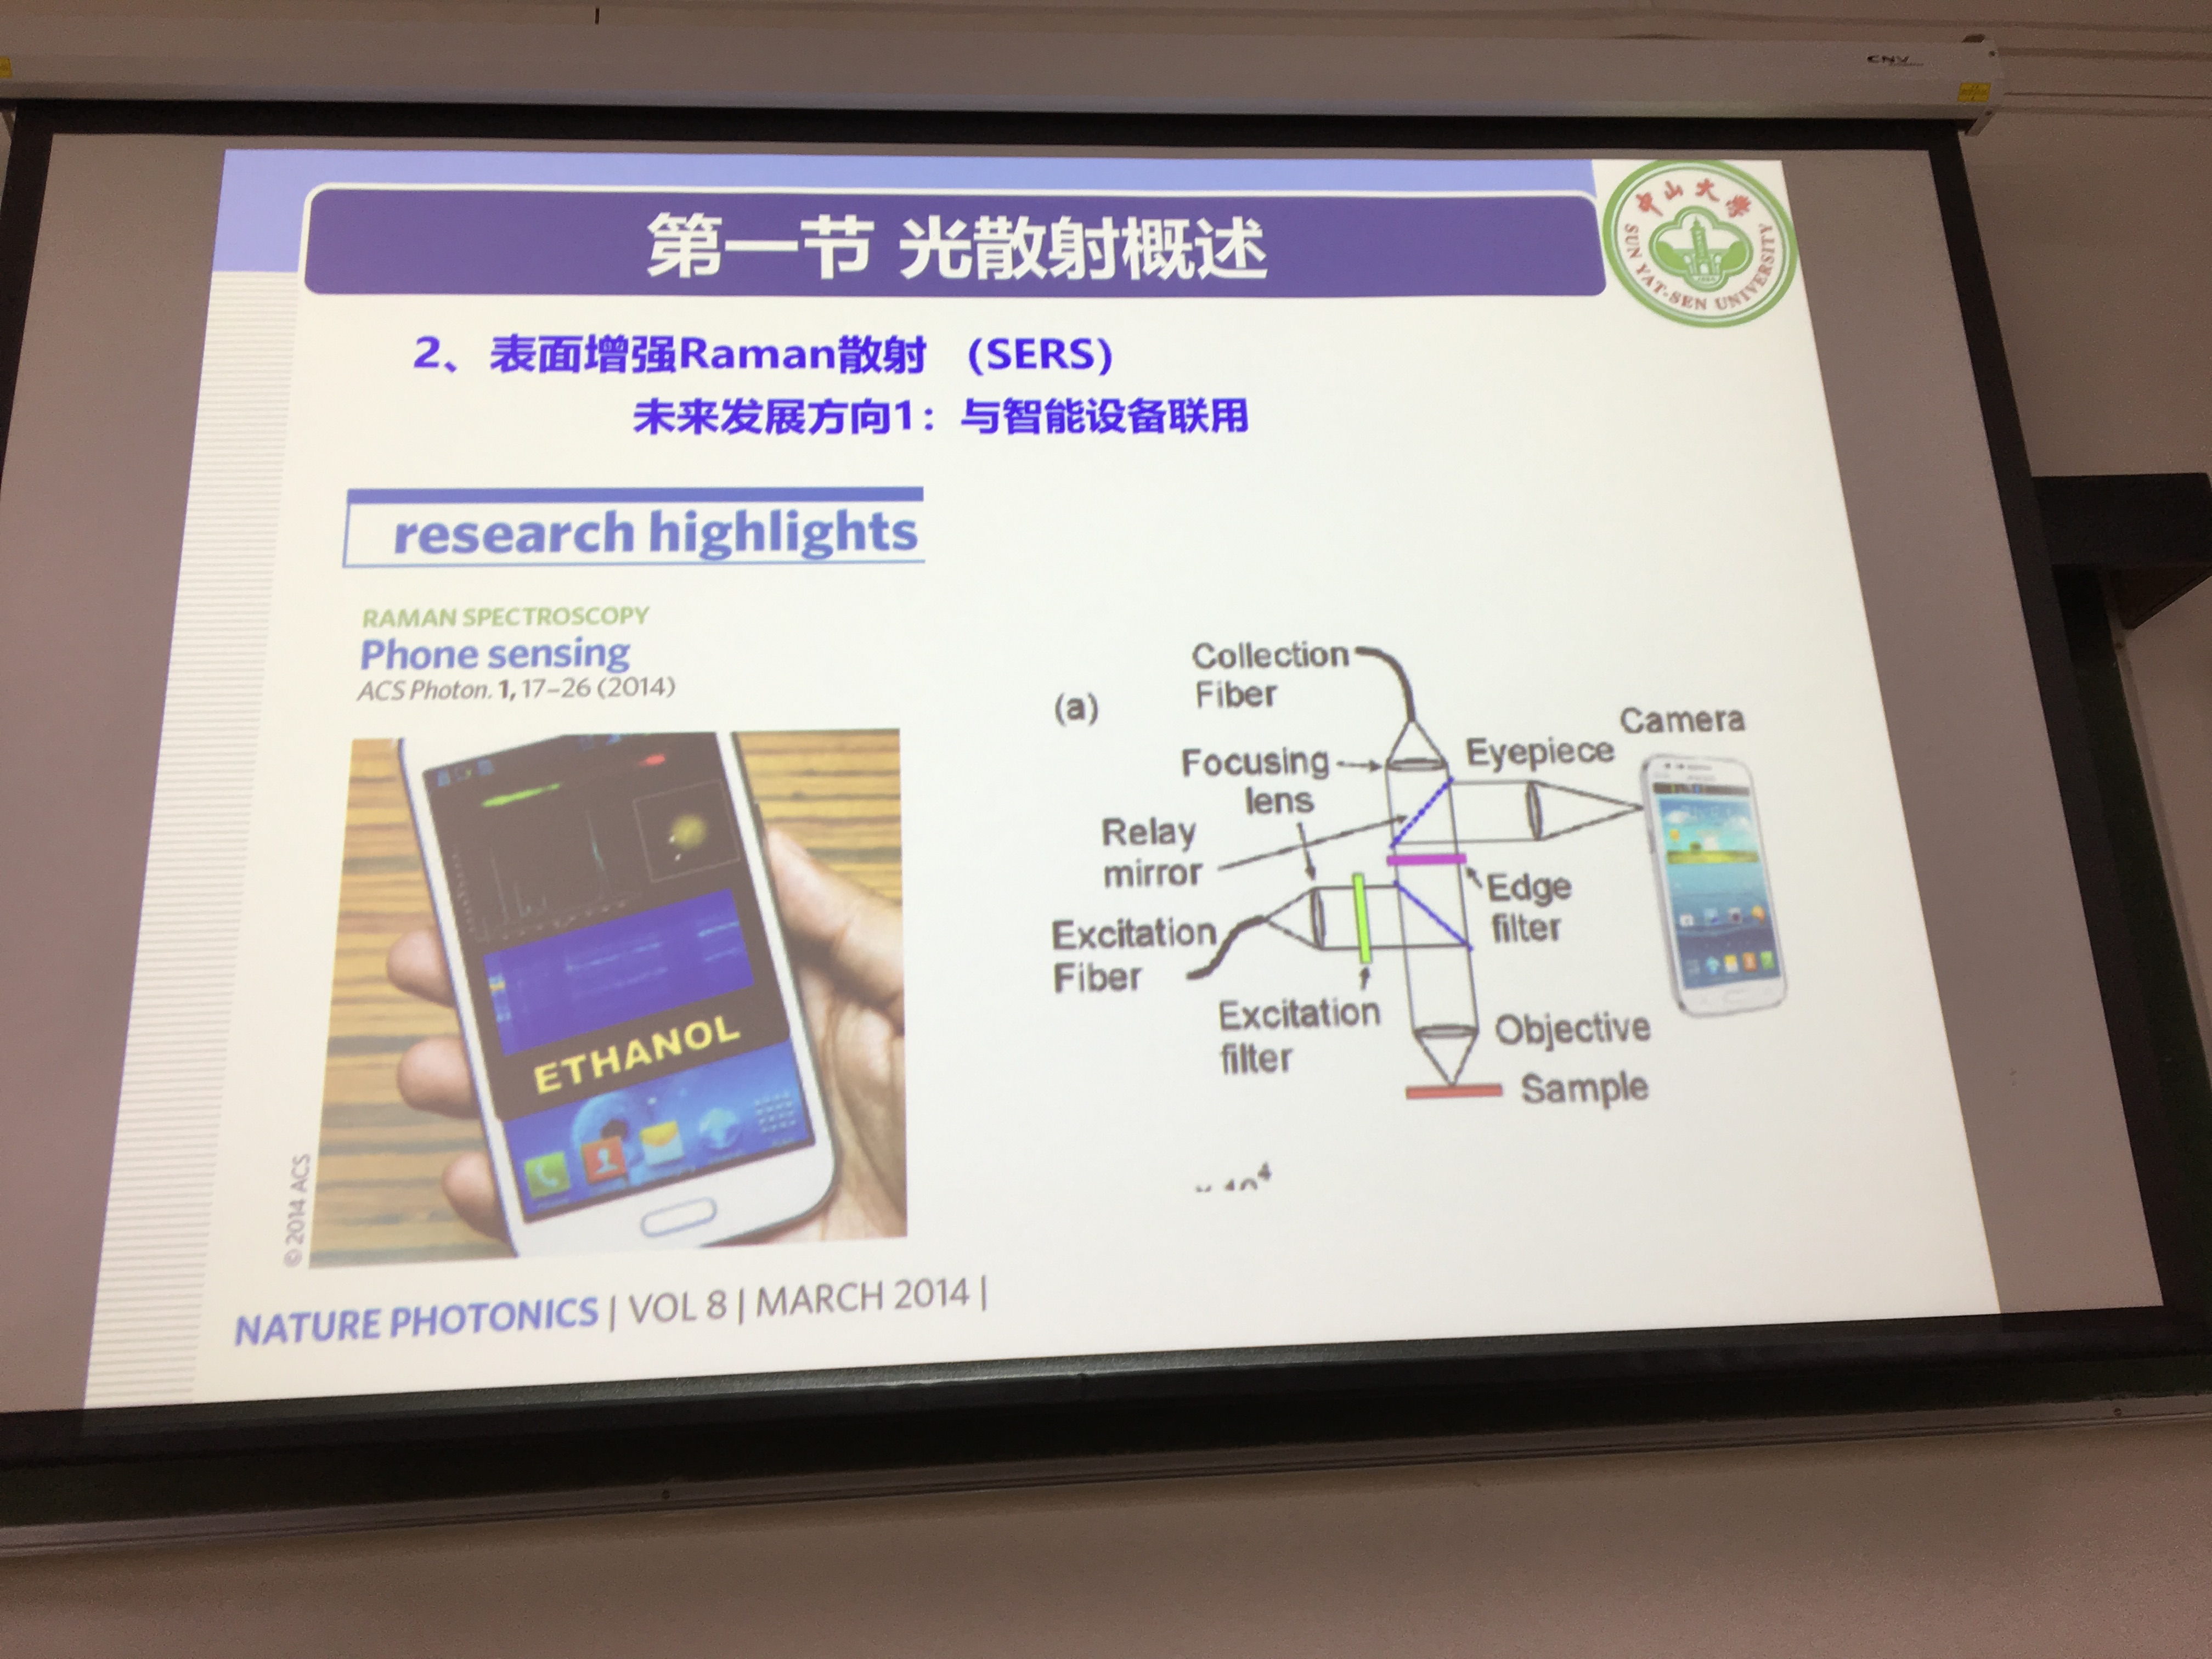 CNV
第一节 光散射概述
中山大学
SUN YAT-SEN UNIVERSITY
2、表面增强Raman散射 （SERS）
未来发展方向1：与智能设备联用
research highlights
RAMAN SPECTROSCOPY
Phone sensing
ACS Photon. 1, 17–26 (2014)
ETHANOL
© 2014 ACS
NATURE PHOTONICS | VOL 8 | MARCH 2014 |
(a)
Collection
Fiber
Camera
Focusing
lens
Eyepiece
Relay
mirror
Edge
filter
Excitation
Fiber
Excitation
filter
Objective
Sample